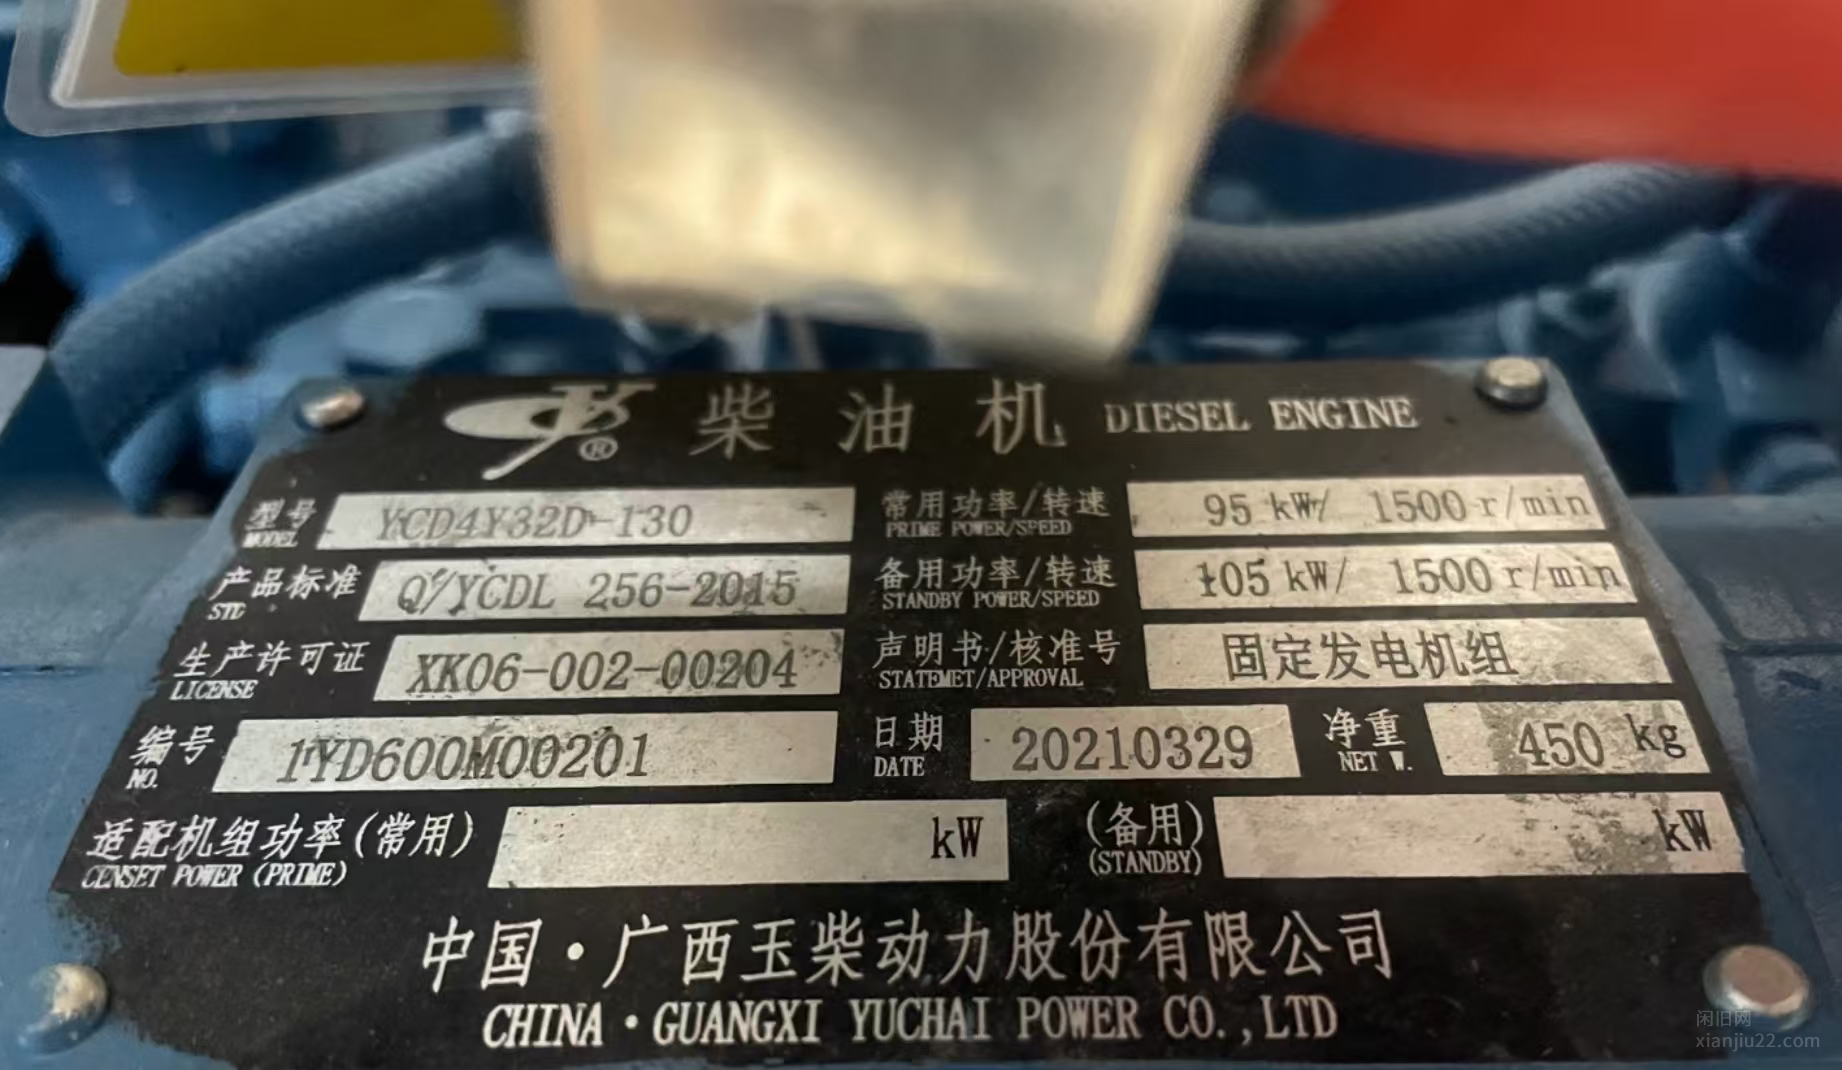 柴油机 DIESEL ENGINE
型号 YCD4Y32D-130 常用功率/转速 95 kW/ 1500 r/min
MODEL PRIME POWER/SPEED
产品标准 Q/YCDL 256-2015 备用功率/转速 105 kW/ 1500 r/min
STD STANDBY POWER/SPEED
生产许可证 XK06-002-00204 声明书/核准号 固定发电机组
LICENSE STATEMET/APPROVAL
编号 1YD600M00201 日期 20210329 净重 450 kg
NO. DATE NET W.
适配机组功率(常用) kW (备用) kW
CENSET POWER (PRIME) (STANDBY)
中国·广西玉柴动力股份有限公司
CHINA·GUANGXI YUCHAI POWER CO.,LTD
闲旧网
xianjiu22.com